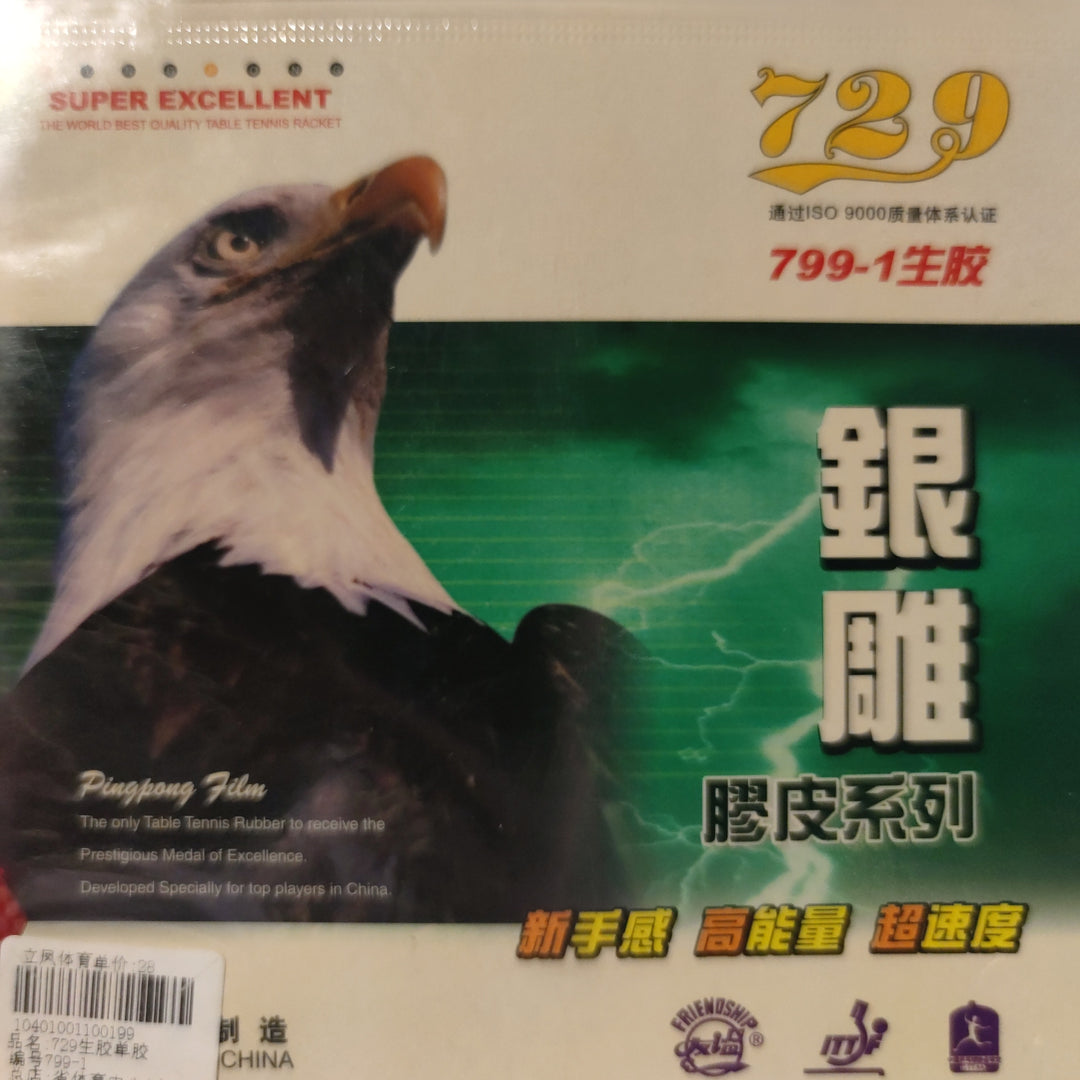 SUPER EXCELLENT
THE WORLD BEST QUALITY TABLE TENNIS RACKET
729
通过ISO 9000质量体系认证
799-1生胶
銀
雕
膠皮系列
Pingpong Film
The only Table Tennis Rubber to receive the
Prestigious Medal of Excellence.
Developed Specially for top players in China.
新手感 高能量 超速度
立凤体育单价:28
10401001100199
品名:729生胶单胶
编号799-1
制造
CHINA
FRIENDSHIP
友谊®
ITTF